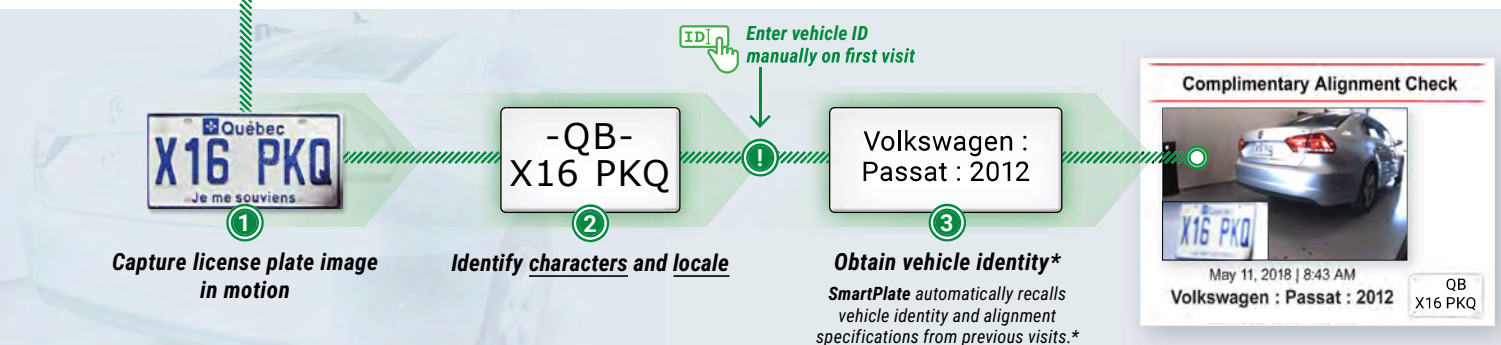 ID
Enter vehicle ID
manually on first visit
Québec
X16 PKQ
Je me souviens
1
Capture license plate image
in motion
-QB-
X16 PKQ
2
Identify characters and locale
!
Volkswagen :
Passat : 2012
3
Obtain vehicle identity*
SmartPlate automatically recalls
vehicle identity and alignment
specifications from previous visits.*
Complimentary Alignment Check
X16 PKQ
May 11, 2018 | 8:43 AM
Volkswagen : Passat : 2012
QB
X16 PKQ